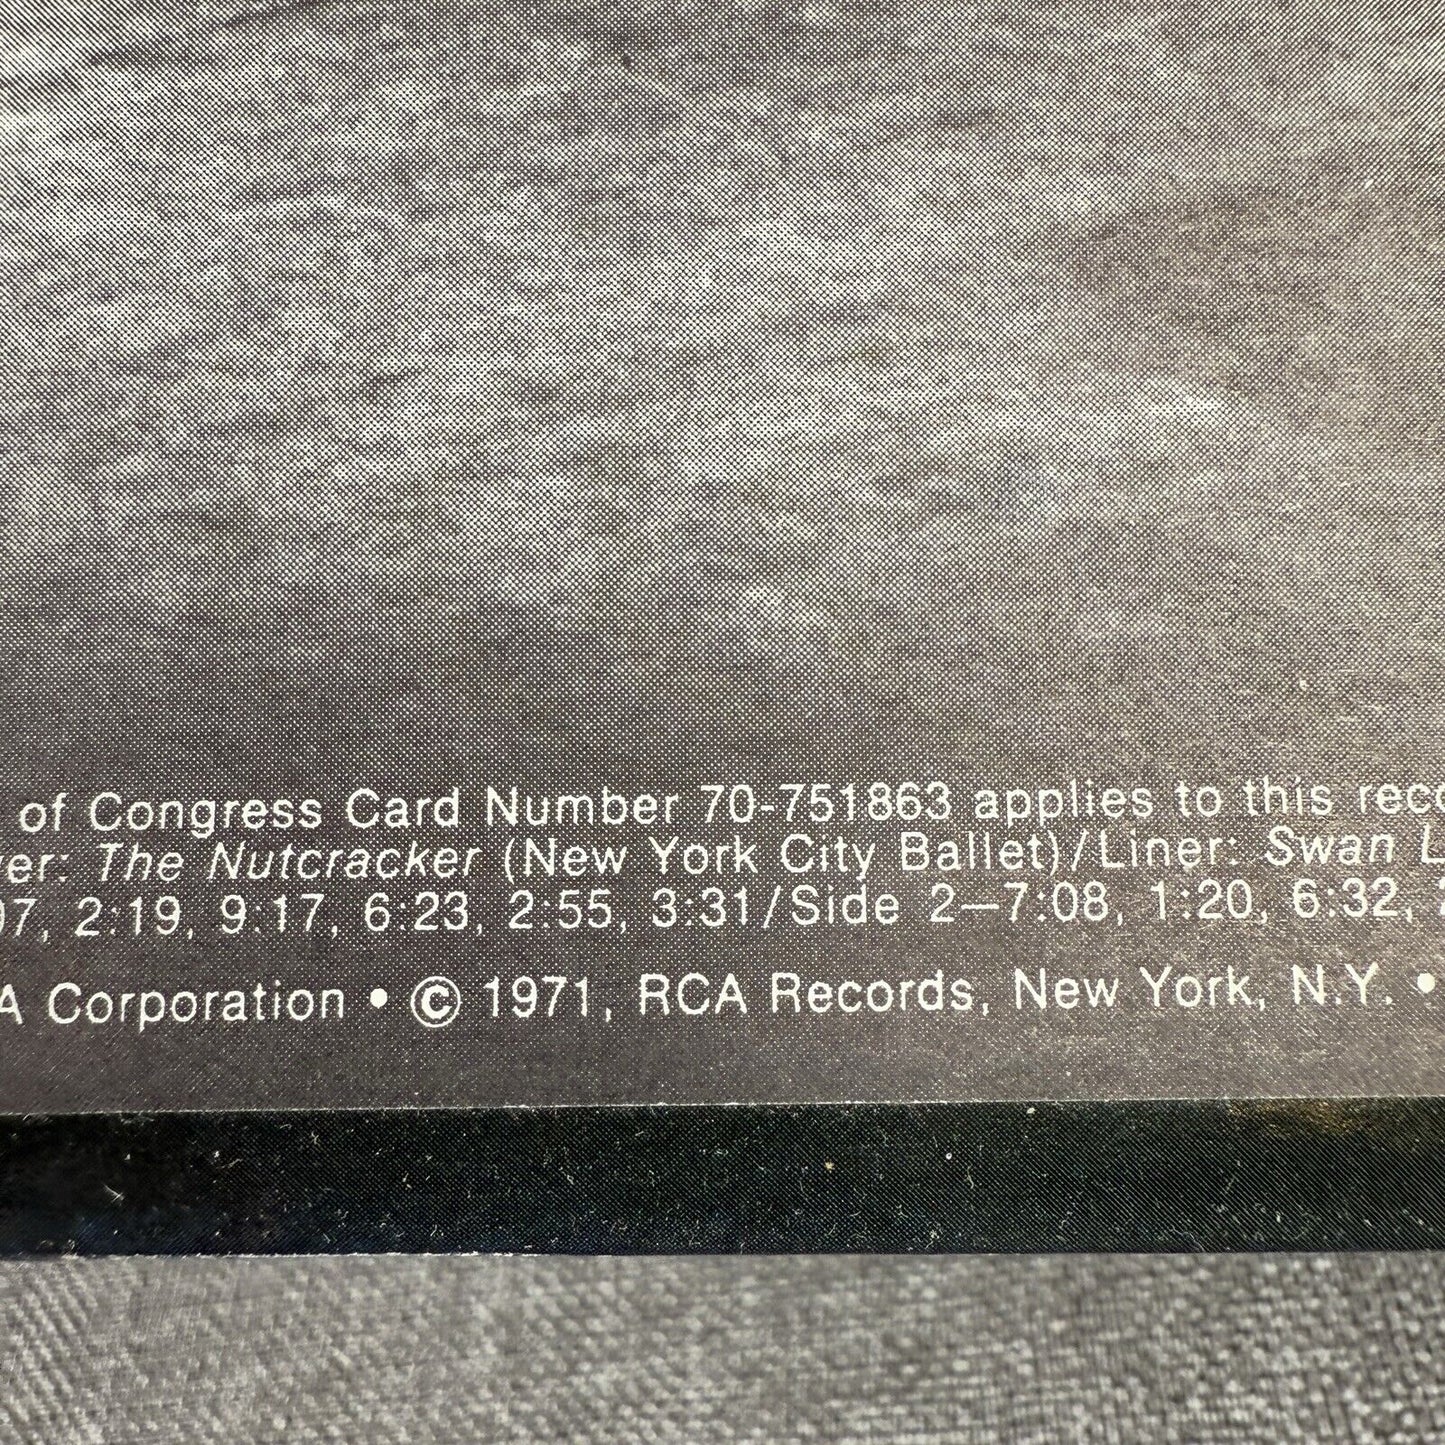 of Congress Card Number 70-751863 applies to this reco
ver: The Nutcracker (New York City Ballet)/Liner: Swan L
07, 2:19, 9:17, 6:23, 2:55, 3:31/Side 2—7:08, 1:20, 6:32,
A Corporation • © 1971, RCA Records, New York, N.Y. •